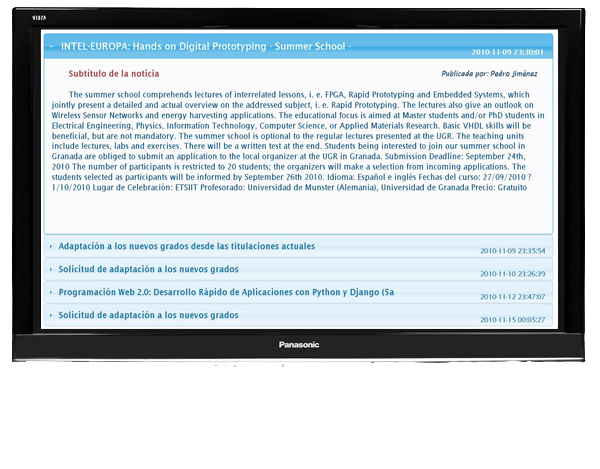 VIERA
INTEL-EUROPA: Hands on Digital Prototyping - Summer School -
2010-11-09 23:30:01
Subtítulo de la noticia
Publicada por: Pedro Jiménez
The summer school comprehends lectures of interrelated lessons, i. e. FPGA, Rapid Prototyping and Embedded Systems, which
jointly present a detailed and actual overview on the addressed subject, i. e. Rapid Prototyping. The lectures also give an outlook on
Wireless Sensor Networks and energy harvesting applications. The educational focus is aimed at Master students and/or PhD students in
Electrical Engineering, Physics, Information Technology, Computer Science, or Applied Materials Research. Basic VHDL skills will be
beneficial, but are not mandatory. The summer school is optional to the regular lectures presented at the UGR. The teaching units
include lectures, labs and exercises. There will be a written test at the end. Students being interested to join our summer school in
Granada are obliged to submit an application to the local organizer at the UGR in Granada. Submission Deadline: September 24th,
2010 The number of participants is restricted to 20 students; the organizers will make a selection from incoming applications. The
students selected as participants will be informed by September 26th 2010. Idioma: Español e inglés Fechas del curso: 27/09/2010 ?
1/10/2010 Lugar de Celebración: ETSIIT Profesorado: Universidad de Munster (Alemania), Universidad de Granada Precio: Gratuito
Adaptación a los nuevos grados desde las titulaciones actuales
2010-11-09 23:35:54
Solicitud de adaptación a los nuevos grados
2010-11-10 23:26:39
Programación Web 2.0: Desarrollo Rápido de Aplicaciones con Python y Django (Sa
2010-11-12 23:47:07
Solicitud de adaptación a los nuevos grados
2010-11-15 00:05:27
Panasonic